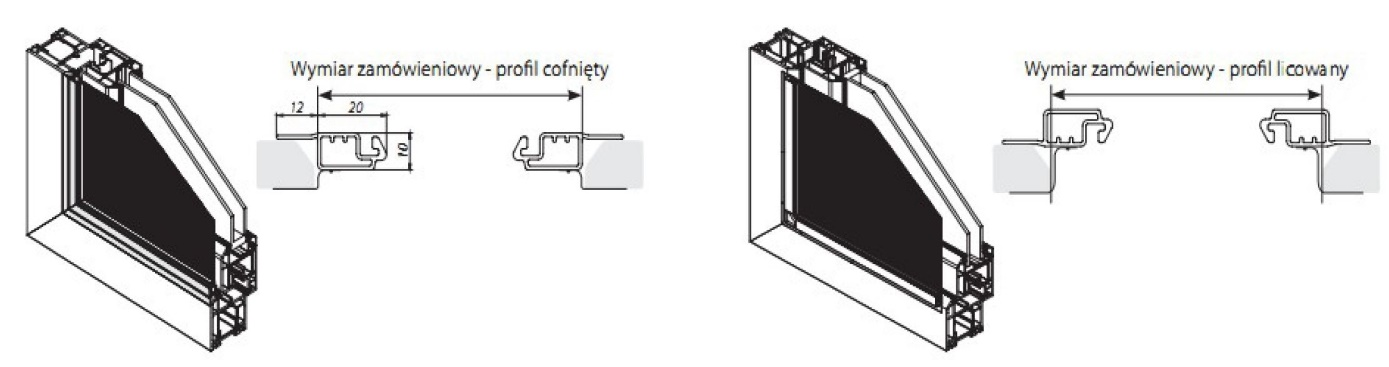 Wymiar zamówieniowy - profil cofnięty
12 20
10
Wymiar zamówieniowy - profil licowany